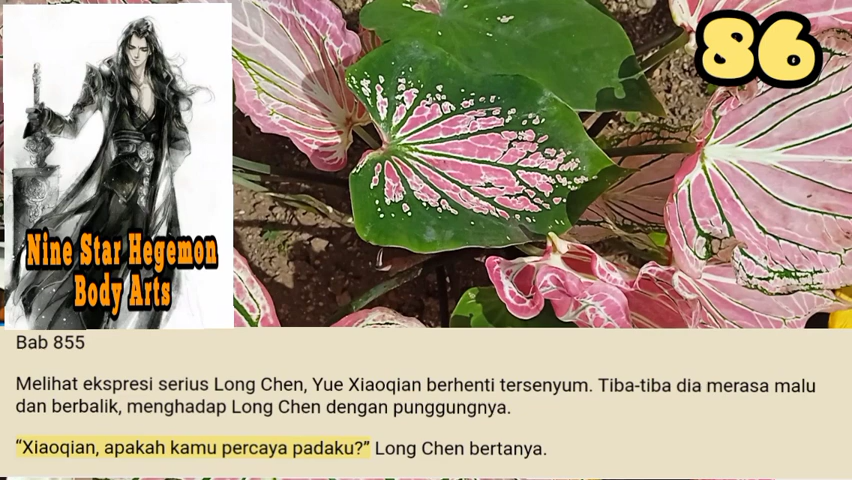 86
Nine Star Hegemon
Body Arts
Bab 855
Melihat ekspresi serius Long Chen, Yue Xiaoqian berhenti tersenyum. Tiba-tiba dia merasa malu
dan berbalik, menghadap Long Chen dengan punggungnya.
“Xiaoqian, apakah kamu percaya padaku?” Long Chen bertanya.